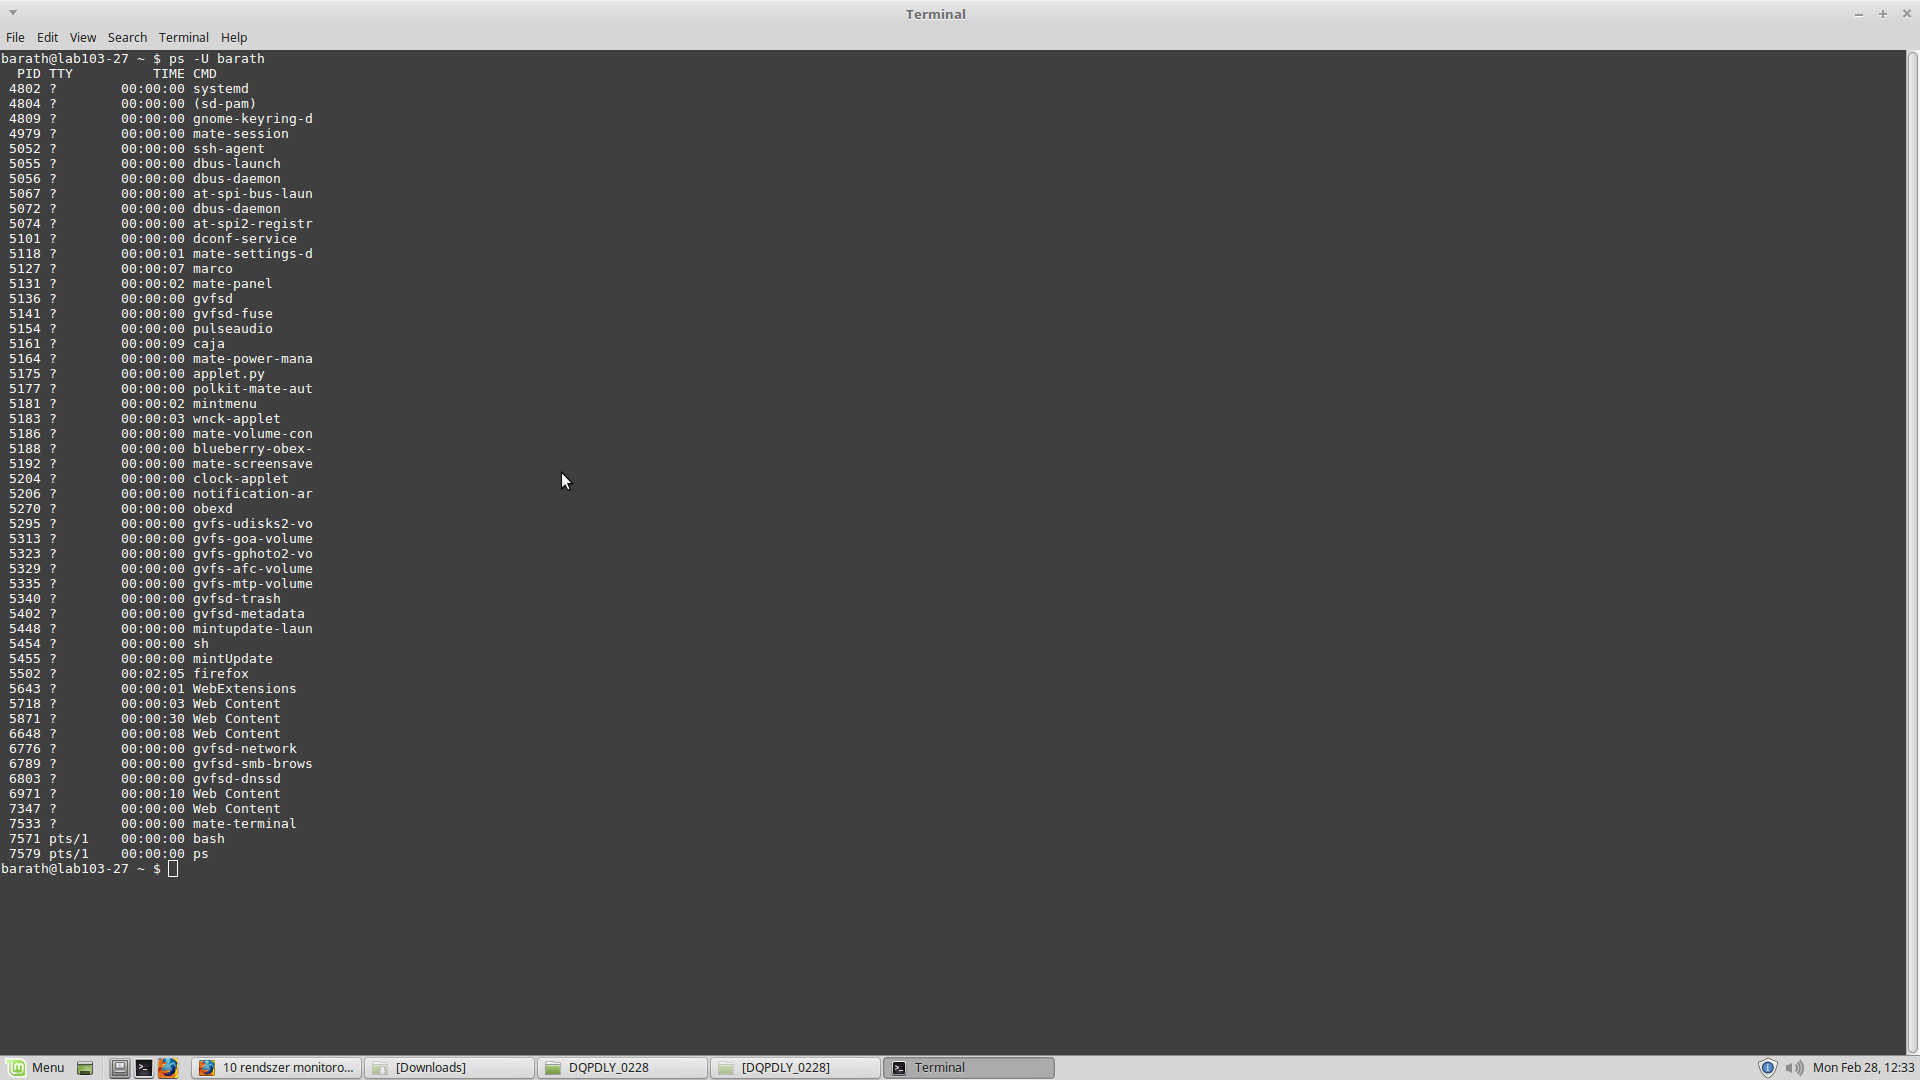 Terminal
File Edit View Search Terminal Help
barath@lab103-27 ~ $ ps -U barath
  PID TTY          TIME CMD
 4802 ?        00:00:00 systemd
 4804 ?        00:00:00 (sd-pam)
 4809 ?        00:00:00 gnome-keyring-d
 4979 ?        00:00:00 mate-session
 5052 ?        00:00:00 ssh-agent
 5055 ?        00:00:00 dbus-launch
 5056 ?        00:00:00 dbus-daemon
 5067 ?        00:00:00 at-spi-bus-laun
 5072 ?        00:00:00 dbus-daemon
 5074 ?        00:00:00 at-spi2-registr
 5101 ?        00:00:00 dconf-service
 5118 ?        00:00:01 mate-settings-d
 5127 ?        00:00:07 marco
 5131 ?        00:00:02 mate-panel
 5136 ?        00:00:00 gvfsd
 5141 ?        00:00:00 gvfsd-fuse
 5154 ?        00:00:00 pulseaudio
 5161 ?        00:00:09 caja
 5164 ?        00:00:00 mate-power-mana
 5175 ?        00:00:00 applet.py
 5177 ?        00:00:00 polkit-mate-aut
 5181 ?        00:00:02 mintmenu
 5183 ?        00:00:03 wnck-applet
 5186 ?        00:00:00 mate-volume-con
 5188 ?        00:00:00 blueberry-obex-
 5192 ?        00:00:00 mate-screensave
 5204 ?        00:00:00 clock-applet
 5206 ?        00:00:00 notification-ar
 5270 ?        00:00:00 obexd
 5295 ?        00:00:00 gvfs-udisks2-vo
 5313 ?        00:00:00 gvfs-goa-volume
 5323 ?        00:00:00 gvfs-gphoto2-vo
 5329 ?        00:00:00 gvfs-afc-volume
 5335 ?        00:00:00 gvfs-mtp-volume
 5340 ?        00:00:00 gvfsd-trash
 5402 ?        00:00:00 gvfsd-metadata
 5448 ?        00:00:00 mintupdate-laun
 5454 ?        00:00:00 sh
 5455 ?        00:00:00 mintUpdate
 5502 ?        00:02:05 firefox
 5643 ?        00:00:01 WebExtensions
 5718 ?        00:00:03 Web Content
 5871 ?        00:00:30 Web Content
 6648 ?        00:00:08 Web Content
 6776 ?        00:00:00 gvfsd-network
 6789 ?        00:00:00 gvfsd-smb-brows
 6803 ?        00:00:00 gvfsd-dnssd
 6971 ?        00:00:10 Web Content
 7347 ?        00:00:00 Web Content
 7533 ?        00:00:00 mate-terminal
 7571 pts/1    00:00:00 bash
 7579 pts/1    00:00:00 ps
barath@lab103-27 ~ $
Menu 10 rendszer monitoro... [Downloads] DQPDLY_0228 [DQPDLY_0228] Terminal Mon Feb 28, 12:33